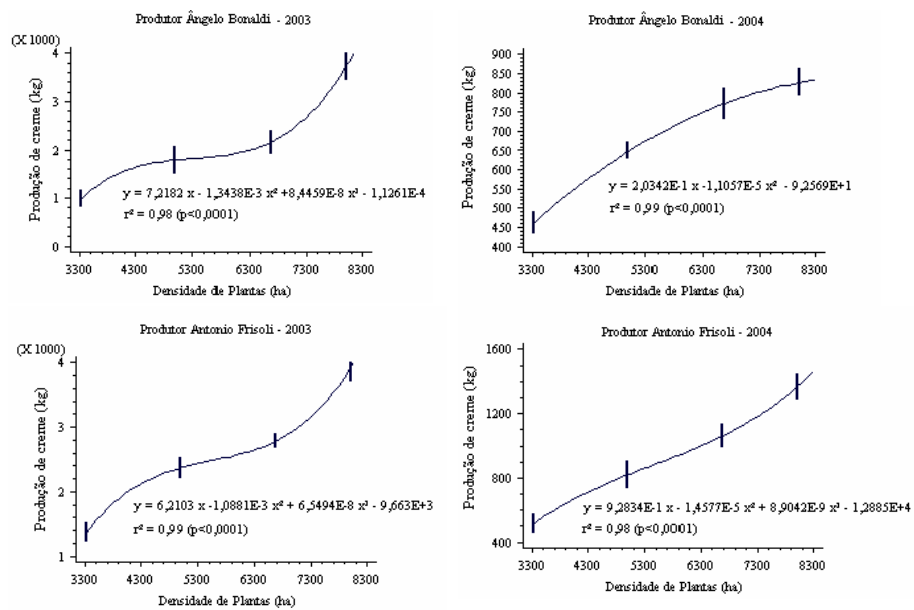 Produtor Ângelo Bonaldi - 2003
(X 1000)
Produção de creme (kg)
4
3
2
1
0
y = 7,2182 x - 1,3438E-3 x² +8,4459E-8 x³ - 1,1261E-4
r² = 0,98 (p<0,0001)
3300 4300 5300 6300 7300 8300
Densidade de Plantas (ha)
Produtor Ângelo Bonaldi - 2004
Produção de creme (kg)
900
850
800
750
700
650
600
550
500
450
400
y = 2,0342E-1 x -1,1057E-5 x² - 9,2569E+1
r² = 0,99 (p<0,0001)
3300 4300 5300 6300 7300 8300
Densidade de Plantas (ha)
Produtor Antonio Frisoli - 2003
(X 1000)
Produção de creme (kg)
4
3
2
1
y = 6,2103 x -1,0881E-3 x² + 6,5494E-8 x³ - 9,663E+3
r² = 0,99 (p<0,0001)
3300 4300 5300 6300 7300 8300
Densidade de Plantas (ha)
Produtor Antonio Frisoli - 2004
Produção de creme (kg)
1600
1200
800
400
y = 9,2834E-1 x - 1,4577E-5 x² + 8,9042E-9 x³ - 1,2885E+4
r² = 0,98 (p<0,0001)
3300 4300 5300 6300 7300 8300
Densidade de Plantas (ha)